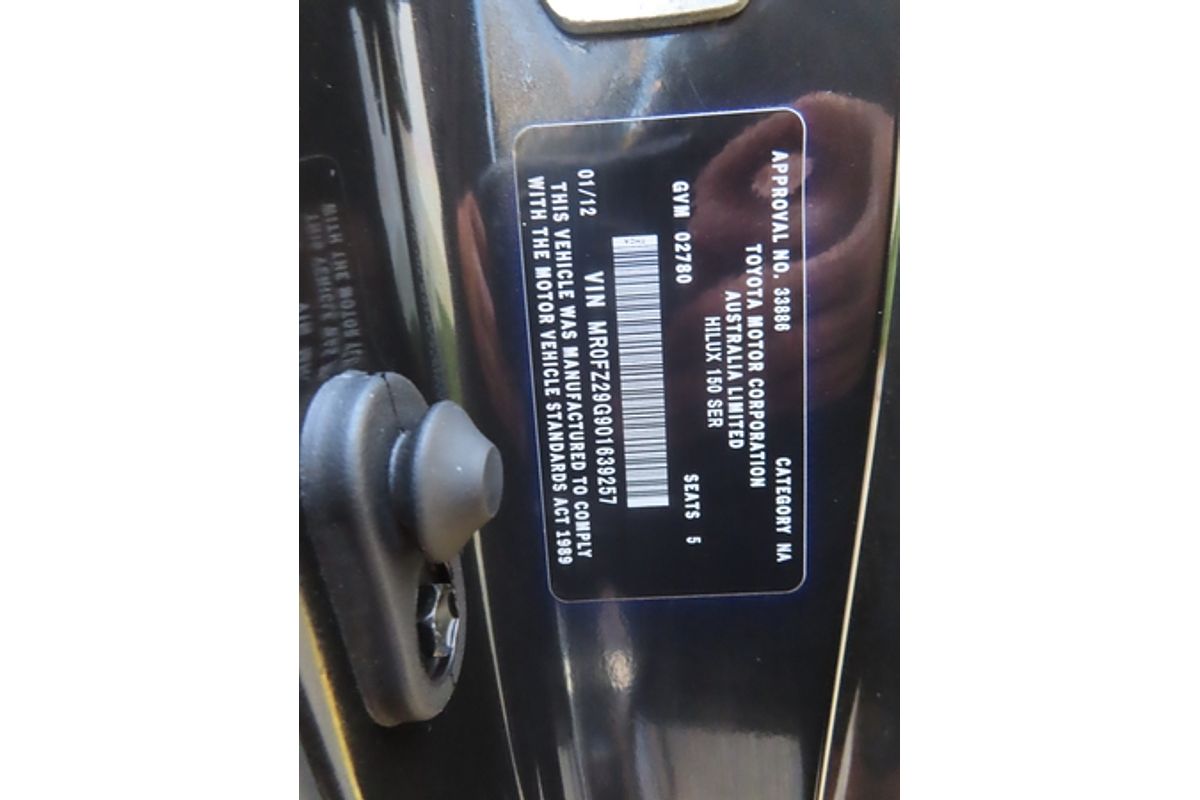 APPROVAL NO. 33886 CATEGORY NA
TOYOTA MOTOR CORPORATION
AUSTRALIA LIMITED
HILUX 150 SER
GVM 02780 SEATS 5
VIN MR0FZ29G901639257
01/12
THIS VEHICLE WAS MANUFACTURED TO COMPLY
WITH THE MOTOR VEHICLE STANDARDS ACT 1989